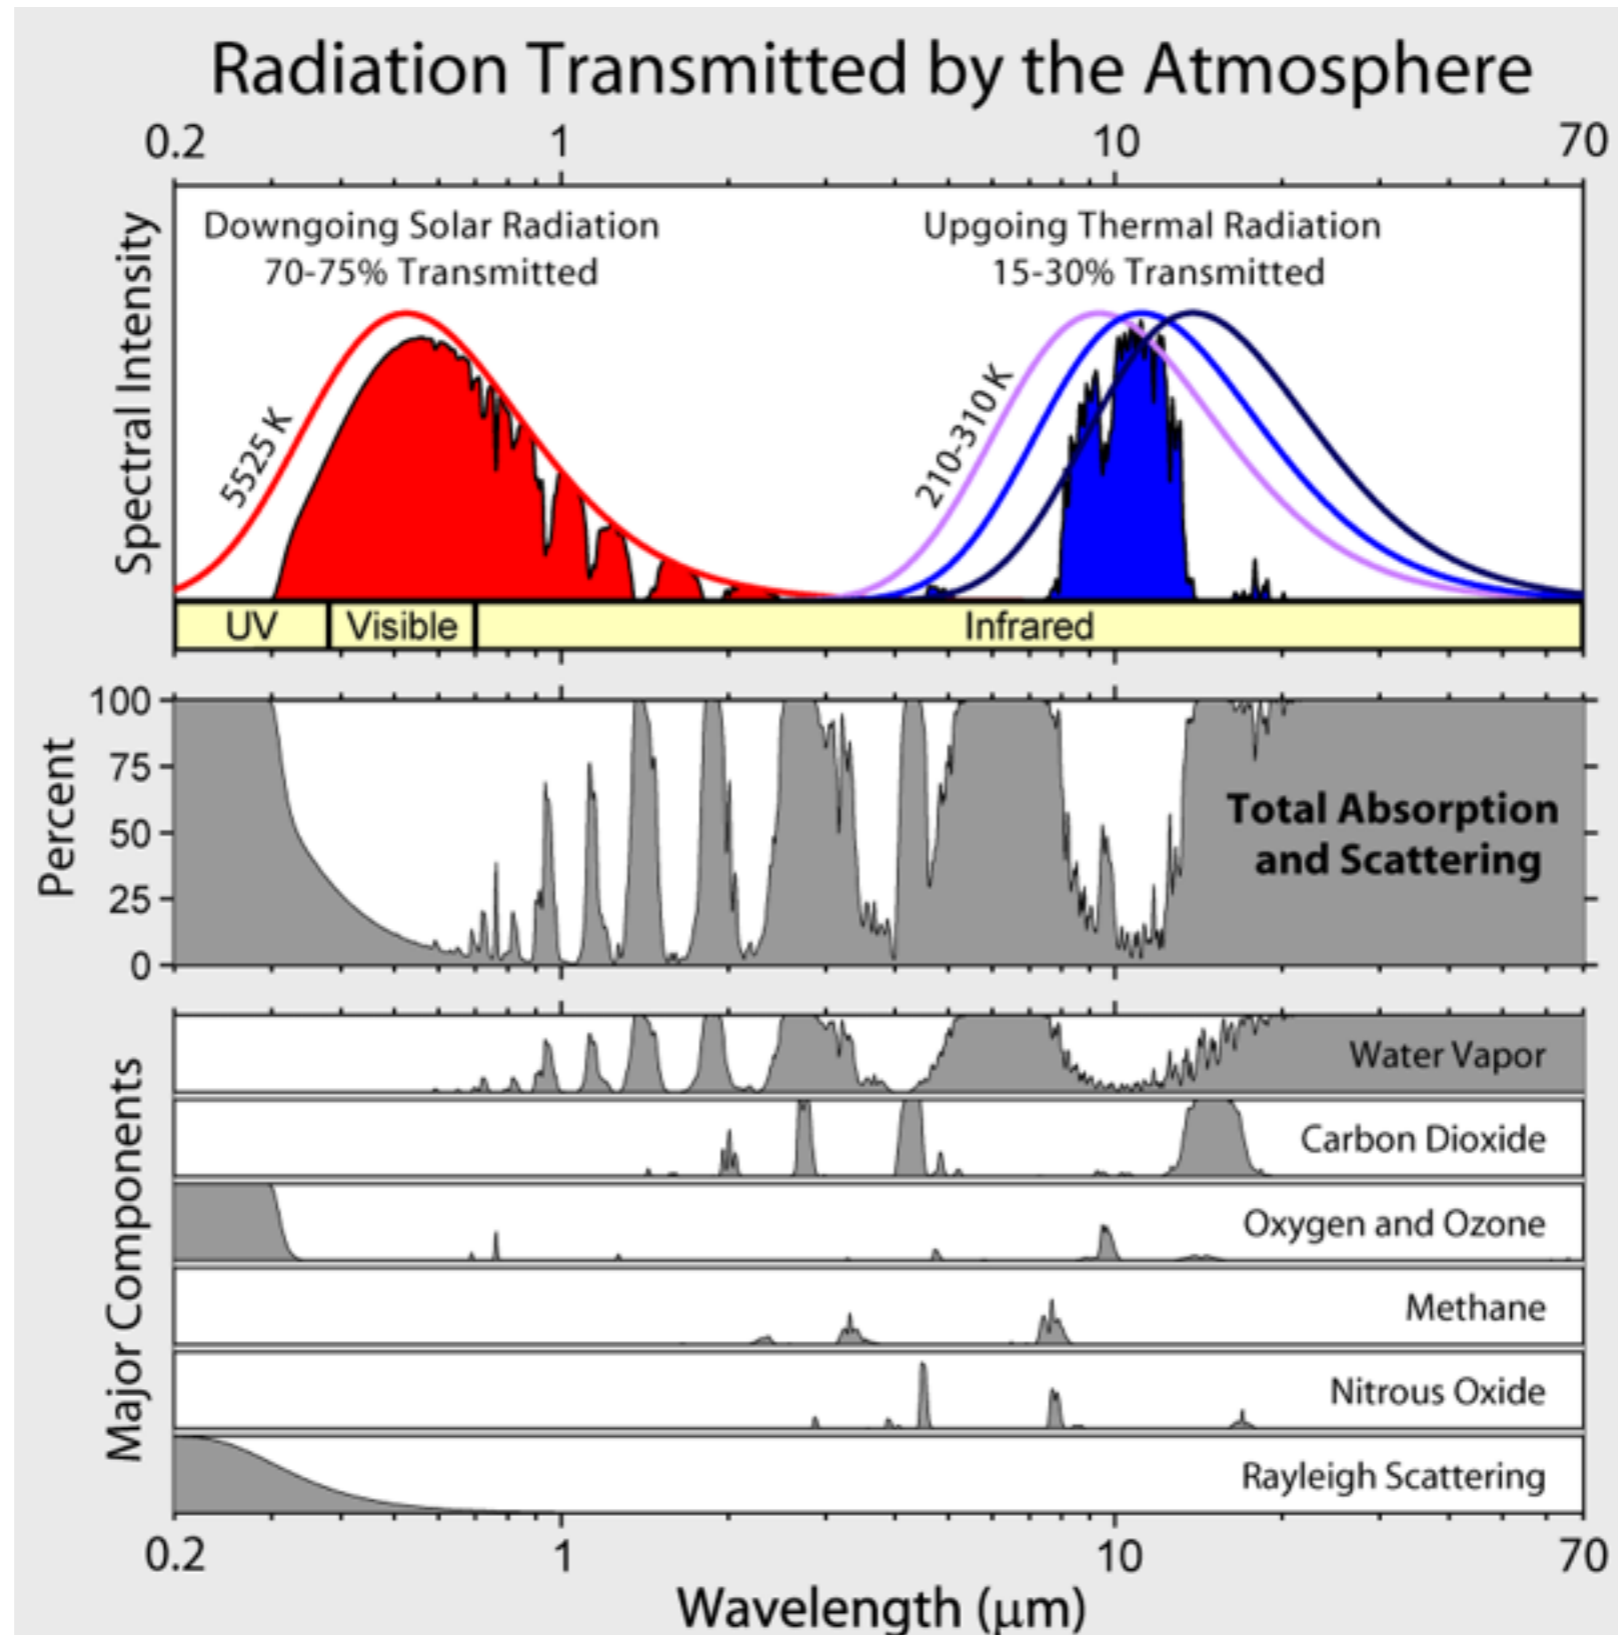 Radiation Transmitted by the Atmosphere
0.2 1 10 70
Spectral Intensity
Downgoing Solar Radiation
70-75% Transmitted
Upgoing Thermal Radiation
15-30% Transmitted
5525 K
210-310 K
UV Visible Infrared
Percent
100
75
50
25
0
Total Absorption
and Scattering
Major Components
Water Vapor
Carbon Dioxide
Oxygen and Ozone
Methane
Nitrous Oxide
Rayleigh Scattering
0.2 1 10 70
Wavelength (μm)